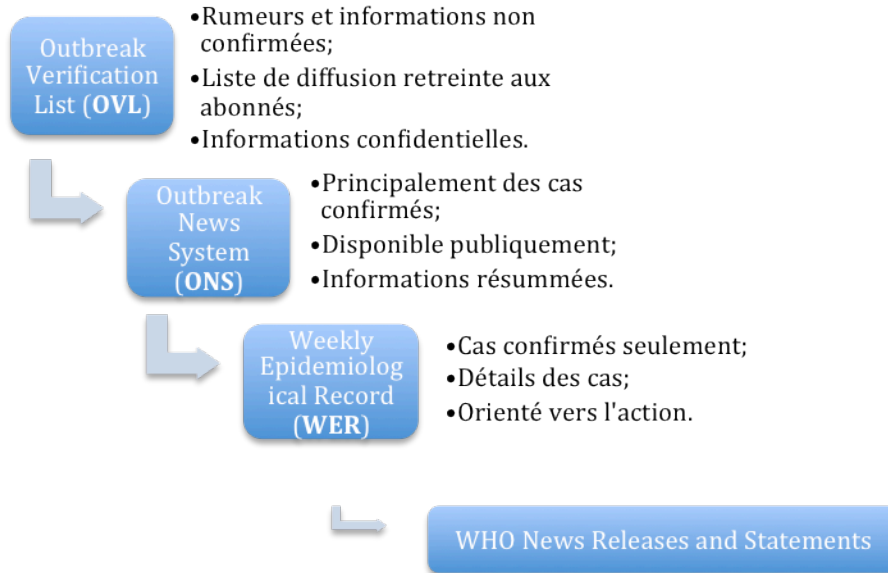 Outbreak
Verification
List (OVL)
•Rumeurs et informations non
confirmées;
•Liste de diffusion retreinte aux
abonnés;
•Informations confidentielles.
Outbreak
News
System
(ONS)
•Principalement des cas
confirmés;
•Disponible publiquement;
•Informations résummées.
Weekly
Epidemiolog
ical Record
(WER)
•Cas confirmés seulement;
•Détails des cas;
•Orienté vers l'action.
WHO News Releases and Statements